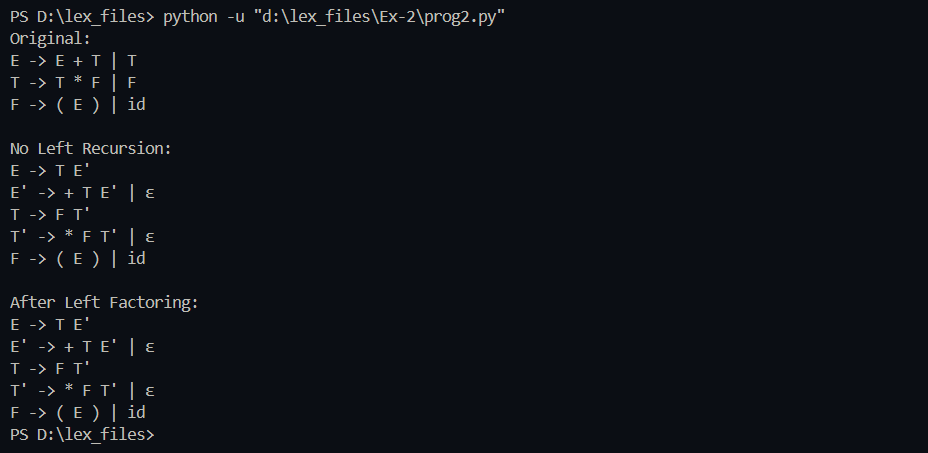 PS D:\lex_files> python -u "d:\lex_files\Ex-2\prog2.py"
Original:
E -> E + T | T
T -> T * F | F
F -> ( E ) | id
No Left Recursion:
E -> T E'
E' -> + T E' | ε
T -> F T'
T' -> * F T' | ε
F -> ( E ) | id
After Left Factoring:
E -> T E'
E' -> + T E' | ε
T -> F T'
T' -> * F T' | ε
F -> ( E ) | id
PS D:\lex_files>